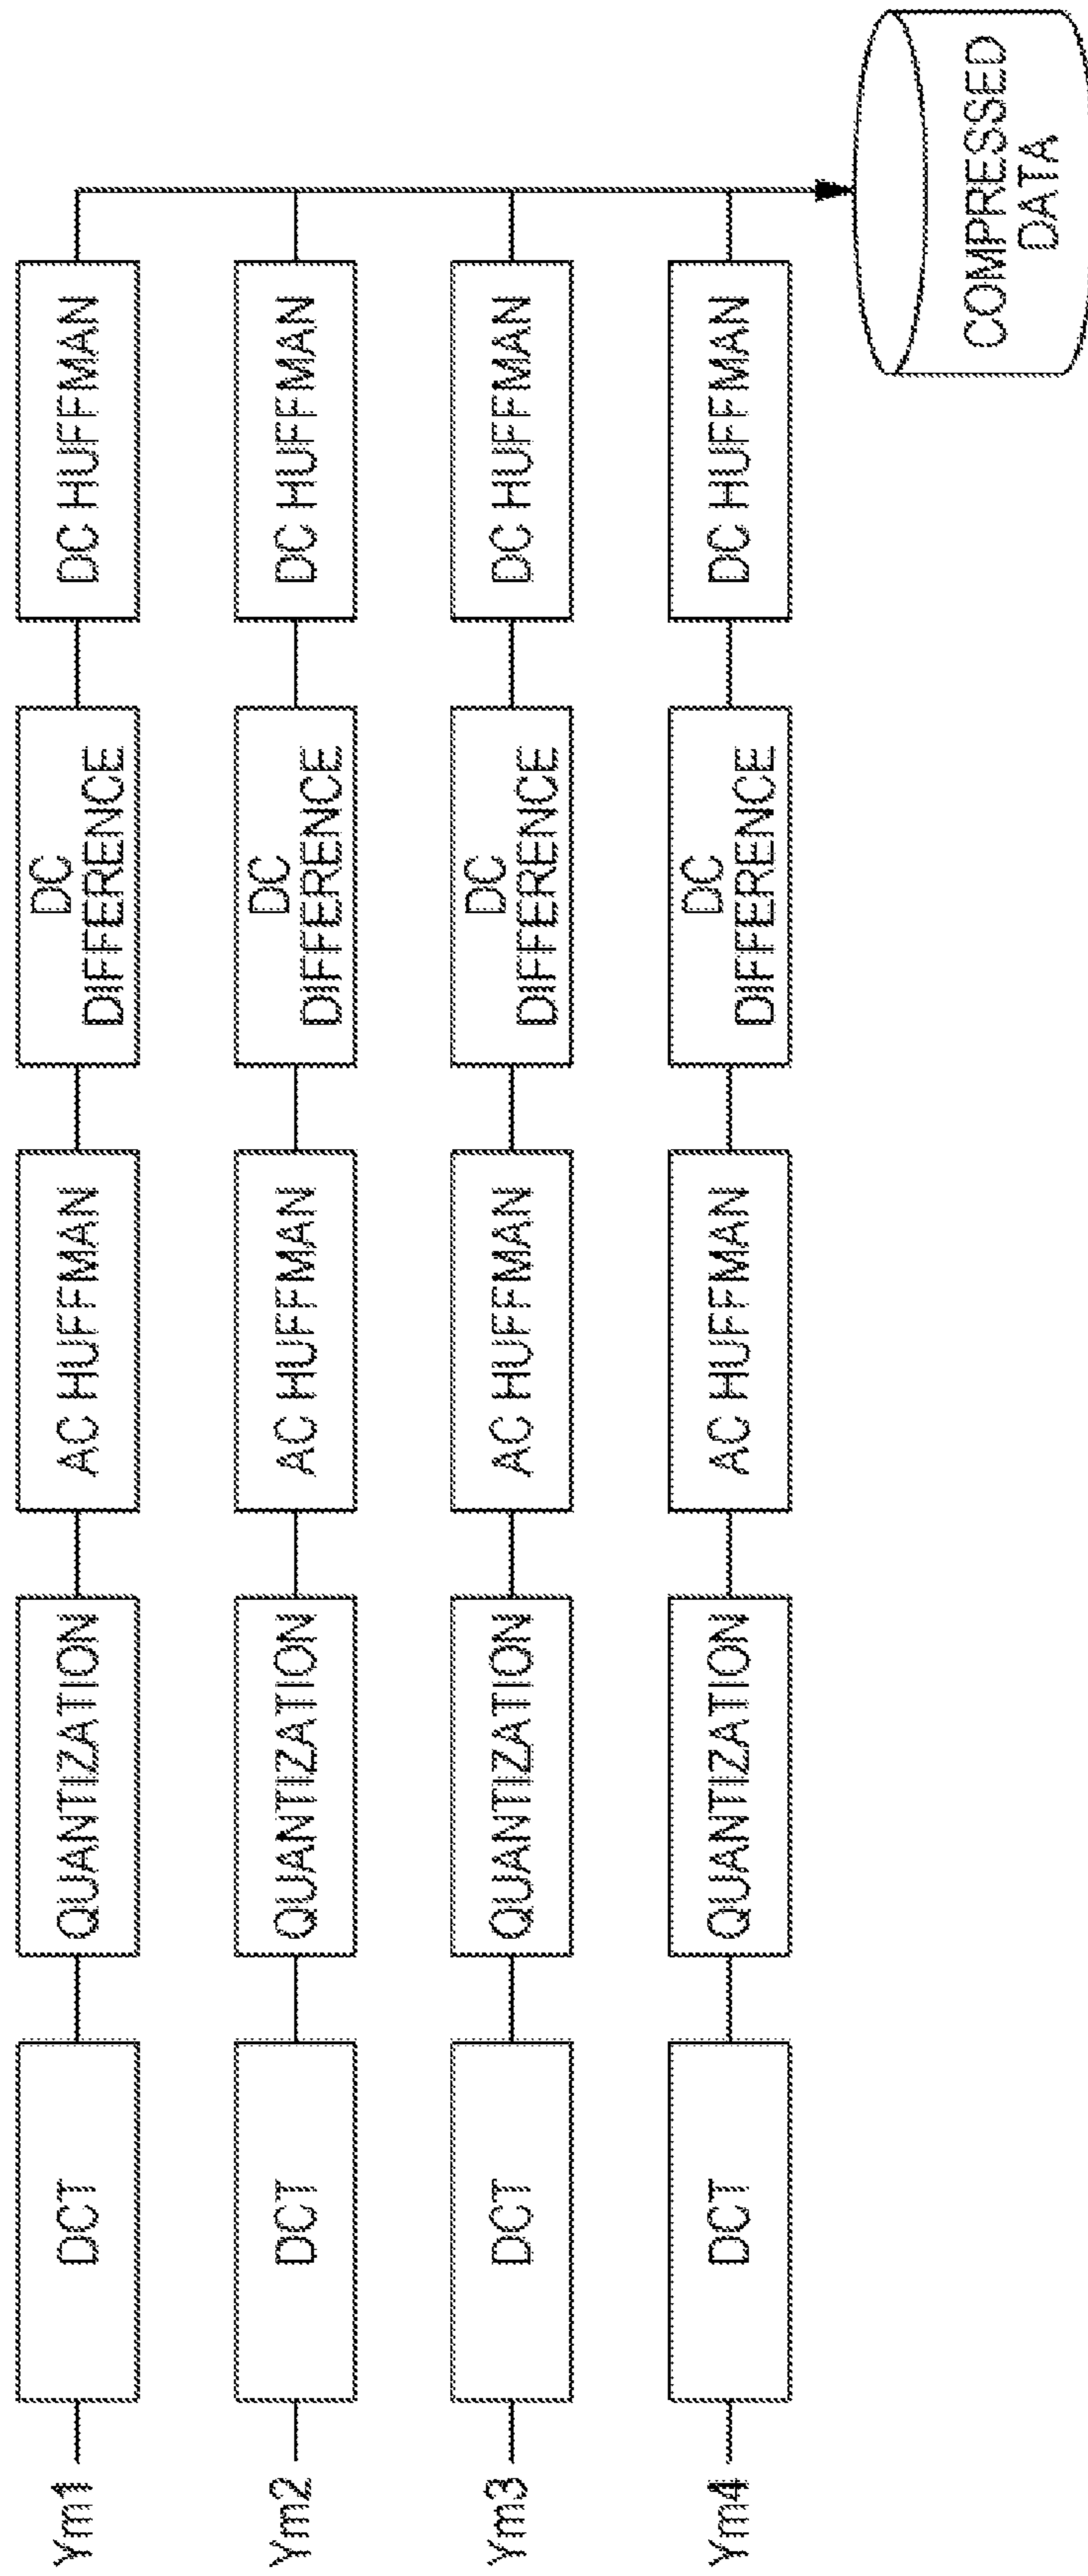 Ym1
DCT
QUANTIZATION
AC HUFFMAN
DC
DIFFERENCE
DC HUFFMAN
Ym2
DCT
QUANTIZATION
AC HUFFMAN
DC
DIFFERENCE
DC HUFFMAN
Ym3
DCT
QUANTIZATION
AC HUFFMAN
DC
DIFFERENCE
DC HUFFMAN
Ym4
DCT
QUANTIZATION
AC HUFFMAN
DC
DIFFERENCE
DC HUFFMAN
COMPRESSED
DATA